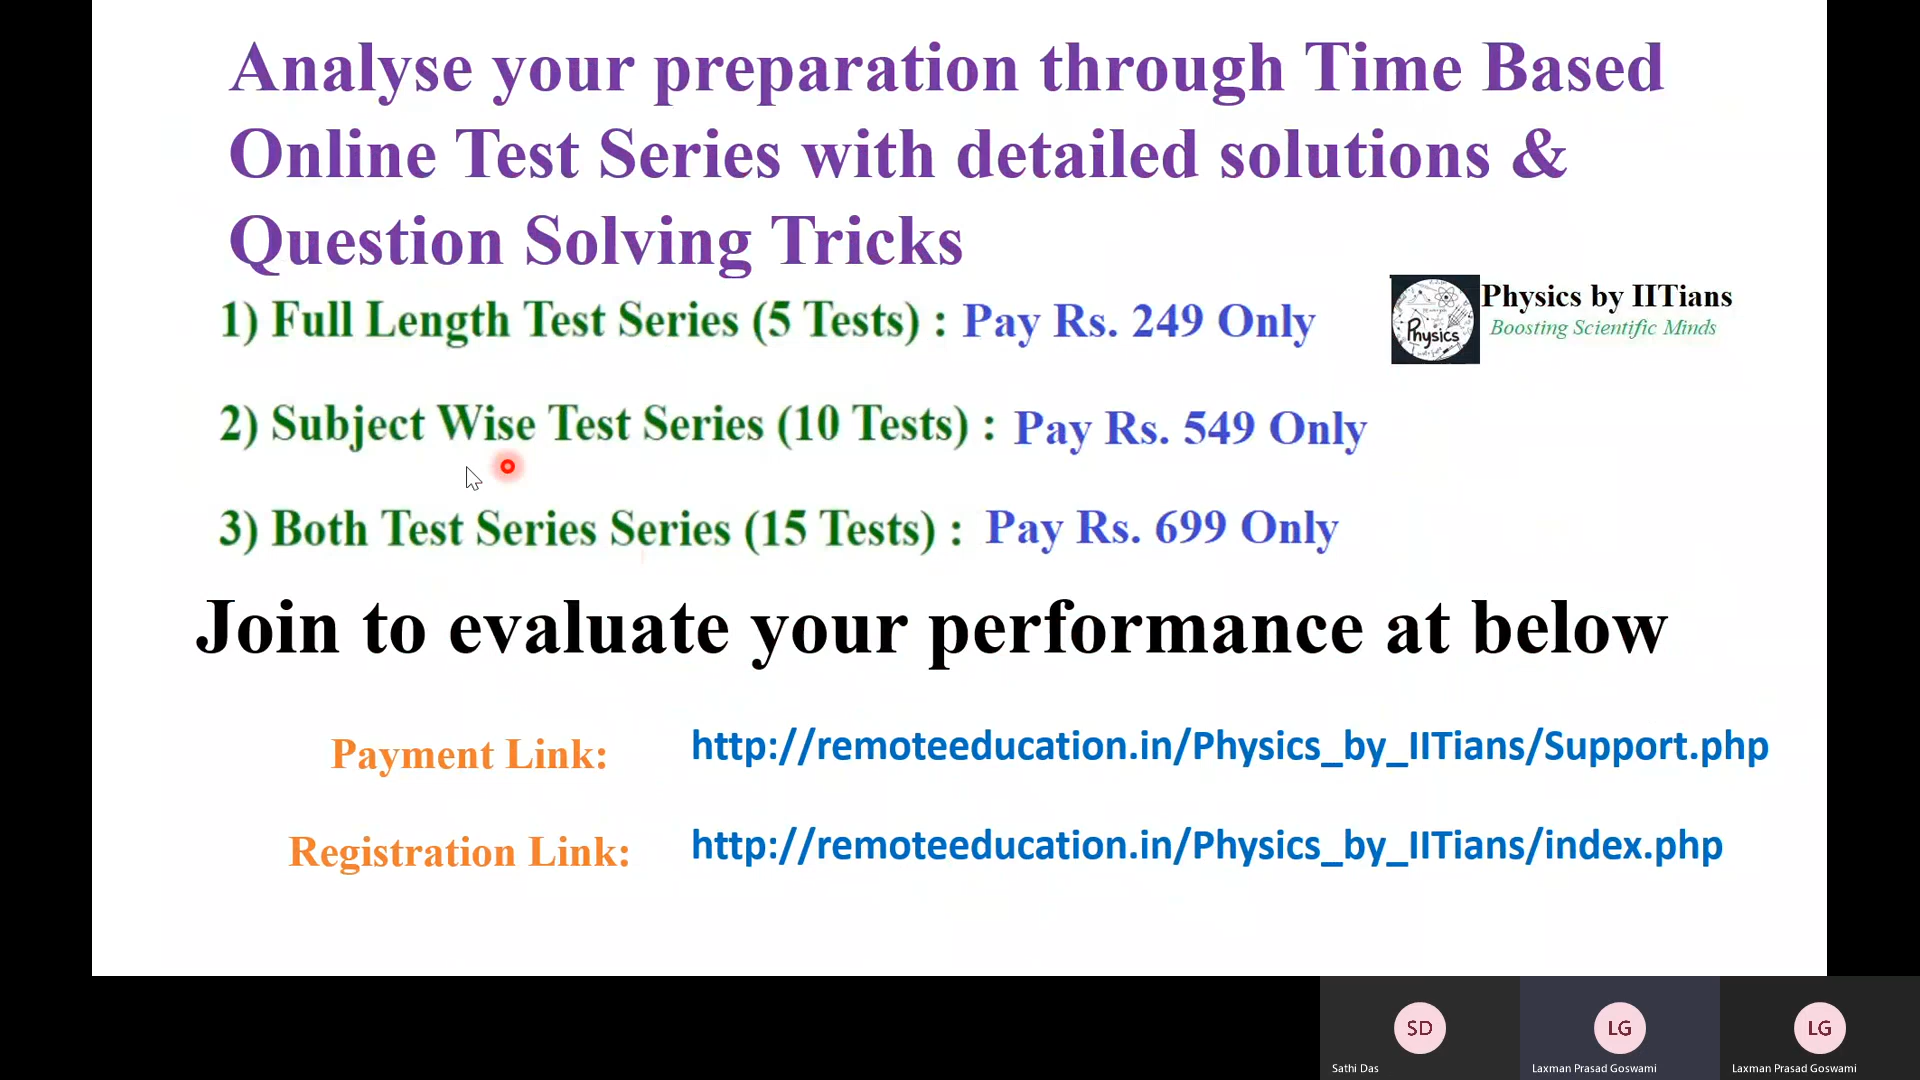 Analyse your preparation through Time Based
Online Test Series with detailed solutions &
Question Solving Tricks
1) Full Length Test Series (5 Tests) : Pay Rs. 249 Only
Physics
Physics by IITians
Boosting Scientific Minds
2) Subject Wise Test Series (10 Tests) : Pay Rs. 549 Only
3) Both Test Series Series (15 Tests) : Pay Rs. 699 Only
Join to evaluate your performance at below
Payment Link: http://remoteeducation.in/Physics_by_IITians/Support.php
Registration Link: http://remoteeducation.in/Physics_by_IITians/index.php
SD
LG
LG
Sathi Das
Laxman Prasad Goswami
Laxman Prasad Goswami